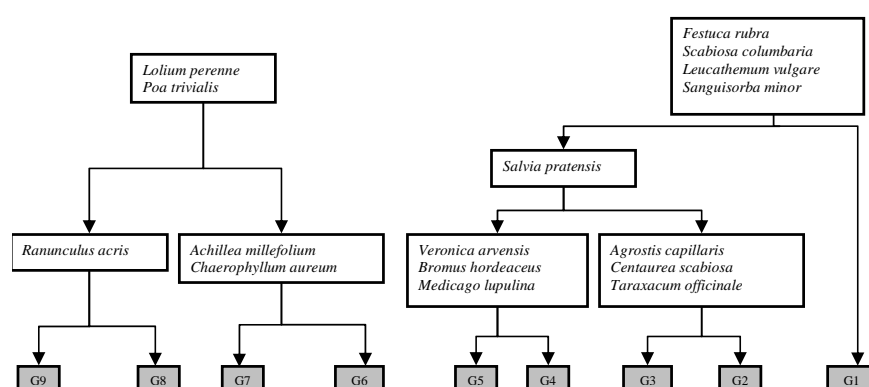 Festuca rubra
Scabiosa columbaria
Leucathemum vulgare
Sanguisorba minor
Lolium perenne
Poa trivialis
Salvia pratensis
Ranunculus acris
Achillea millefolium
Chaerophyllum aureum
Veronica arvensis
Bromus hordeaceus
Medicago lupulina
Agrostis capillaris
Centaurea scabiosa
Taraxacum officinale
G9
G8
G7
G6
G5
G4
G3
G2
G1